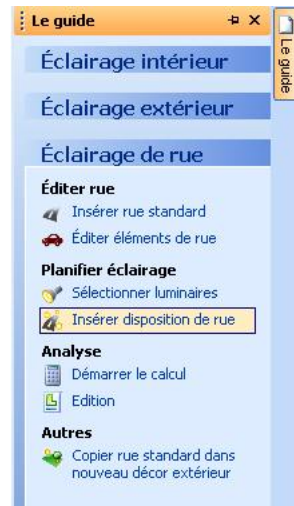 Le guide
Le guide
Éclairage intérieur
Éclairage extérieur
Éclairage de rue
Éditer rue
Insérer rue standard
Éditer éléments de rue
Planifier éclairage
Sélectionner luminaires
Insérer disposition de rue
Analyse
Démarrer le calcul
Edition
Autres
Copier rue standard dans
nouveau décor extérieur